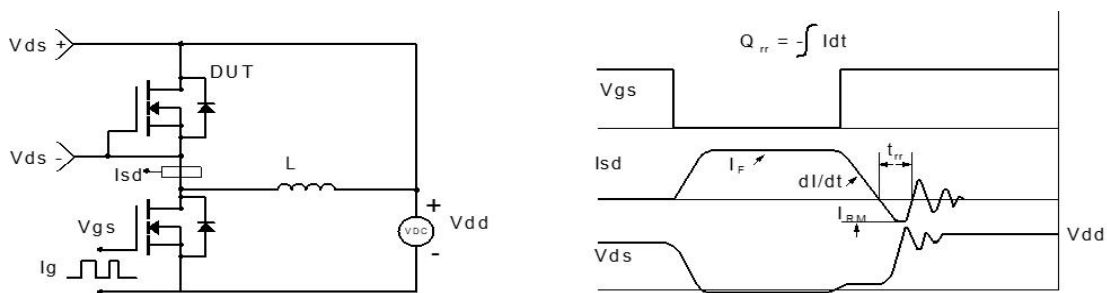 Vds +
DUT
Vds -
Isd
L
Vgs
Ig
+
VDC
-
Vdd
Q rr = - ∫ Idt
Vgs
Isd
I F
dI/dt
t rr
I RM
Vds
Vdd